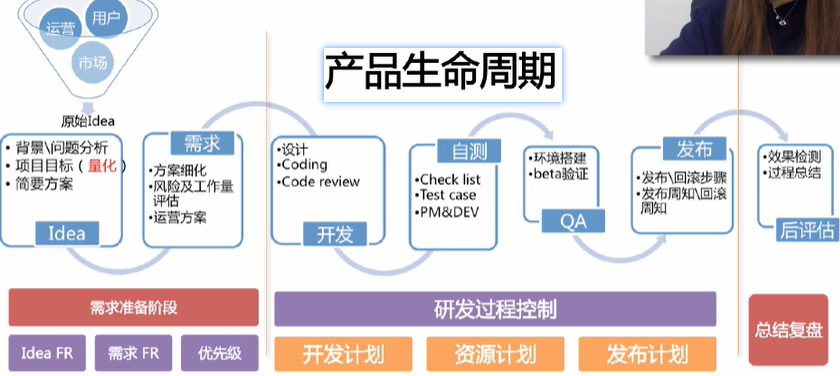 运营
用户
市场
产品生命周期
原始Idea
• 背景\问题分析
• 项目目标（量化）
• 简要方案
Idea
需求
•方案细化
•风险及工作量
评估
•运营方案
•设计
•Coding
•Code review
开发
自测
•Check list
•Test case
•PM&DEV
•环境搭建
•beta验证
QA
发布
•发布\回滚步骤
•发布周知\回滚
周知
•效果检测
•过程总结
后评估
需求准备阶段
研发过程控制
总结复盘
Idea FR
需求 FR
优先级
开发计划
资源计划
发布计划